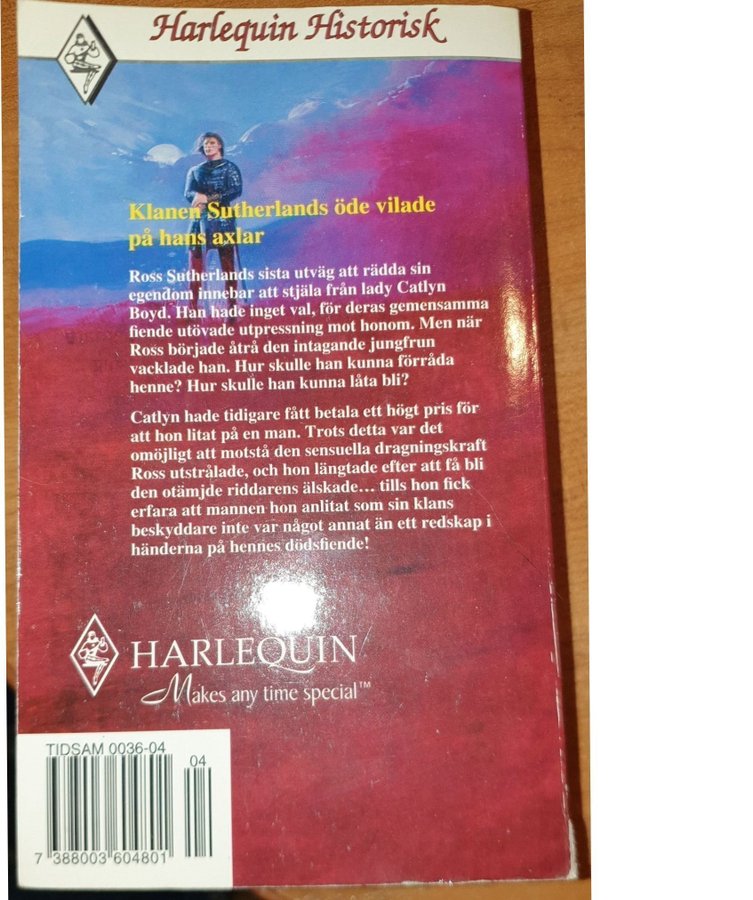 Harlequin Historisk
Klanen Sutherlands öde vilade
på hans axlar
Ross Sutherlands sista utväg att rädda sin
egendom innebar att stjäla från lady Catlyn
Boyd. Han hade inget val, för deras gemensamma
fiende utövade utpressning mot honom. Men när
Ross började åtrå den intagande jungfrun
vacklade han. Hur skulle han kunna förråda
henne? Hur skulle han kunna låta bli?
Catlyn hade tidigare fått betala ett högt pris för
att hon litat på en man. Trots detta var det
omöjligt att motstå den sensuella dragningskraft
Ross utstrålade, och hon längtade efter att få bli
den otämjde riddarens älskade... tills hon fick
erfara att mannen hon anlitat som sin klans
beskyddare inte var något annat än ett redskap i
händerna på hennes dödsfiende!
HARLEQUIN
Makes any time special™
TIDSAM 0036-04
04
7 388003 604801